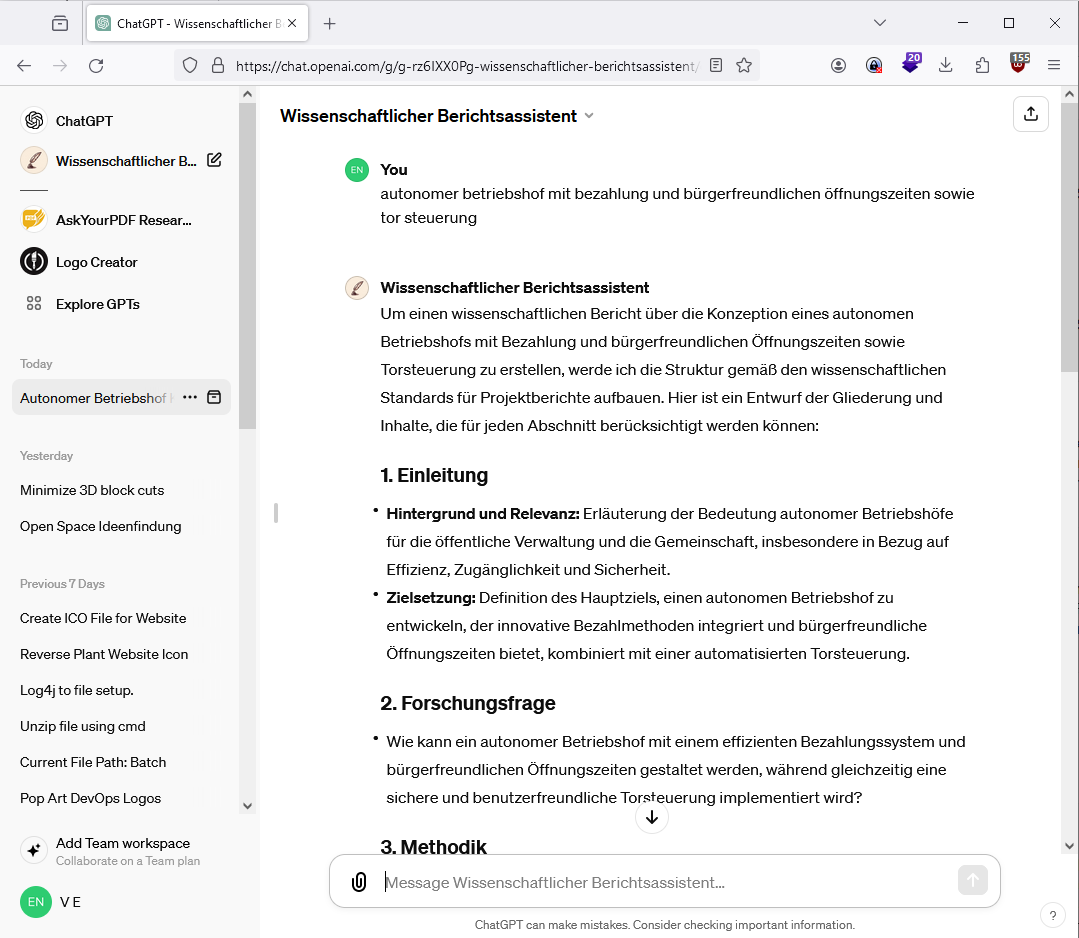 ChatGPT - Wissenschaftlicher B
https://chat.openai.com/g/g-rz6IXX0Pg-wissenschaftlicher-berichtsassistent/
20
155
ChatGPT
Wissenschaftlicher B...
AskYourPDF Resear...
Logo Creator
Explore GPTs
Today
Autonomer Betriebshof
Yesterday
Minimize 3D block cuts
Open Space Ideenfindung
Previous 7 Days
Create ICO File for Website
Reverse Plant Website Icon
Log4j to file setup.
Unzip file using cmd
Current File Path: Batch
Pop Art DevOps Logos
Add Team workspace
Collaborate on a Team plan
EN
V E
Wissenschaftlicher Berichtsassistent
EN
You
autonomer betriebshof mit bezahlung und bürgerfreundlichen öffnungszeiten sowie
tor steuerung
Wissenschaftlicher Berichtsassistent
Um einen wissenschaftlichen Bericht über die Konzeption eines autonomen
Betriebshofs mit Bezahlung und bürgerfreundlichen Öffnungszeiten sowie
Torsteuerung zu erstellen, werde ich die Struktur gemäß den wissenschaftlichen
Standards für Projektberichte aufbauen. Hier ist ein Entwurf der Gliederung und
Inhalte, die für jeden Abschnitt berücksichtigt werden können:
1. Einleitung
• Hintergrund und Relevanz: Erläuterung der Bedeutung autonomer Betriebshöfe
für die öffentliche Verwaltung und die Gemeinschaft, insbesondere in Bezug auf
Effizienz, Zugänglichkeit und Sicherheit.
• Zielsetzung: Definition des Hauptziels, einen autonomen Betriebshof zu
entwickeln, der innovative Bezahlmethoden integriert und bürgerfreundliche
Öffnungszeiten bietet, kombiniert mit einer automatisierten Torsteuerung.
2. Forschungsfrage
• Wie kann ein autonomer Betriebshof mit einem effizienten Bezahlungssystem und
bürgerfreundlichen Öffnungszeiten gestaltet werden, während gleichzeitig eine
sichere und benutzerfreundliche Torsteuerung implementiert wird?
3. Methodik
Message Wissenschaftlicher Berichtsassistent...
ChatGPT can make mistakes. Consider checking important information.
?